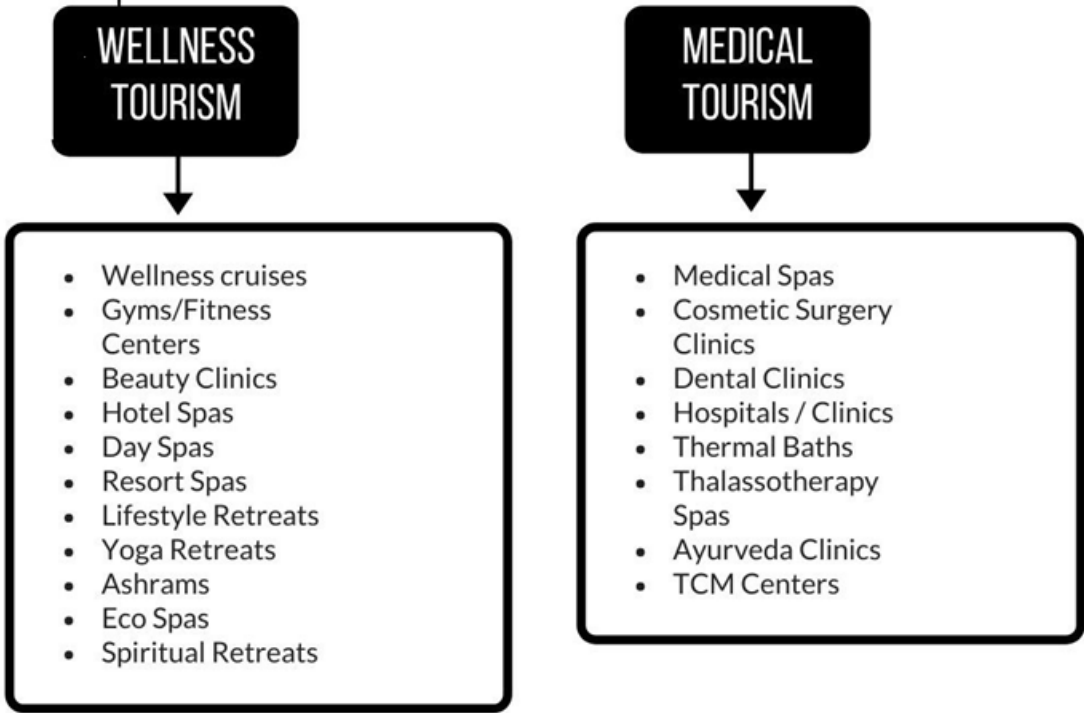 WELLNESS
TOURISM
• Wellness cruises
• Gyms/Fitness
Centers
• Beauty Clinics
• Hotel Spas
• Day Spas
• Resort Spas
• Lifestyle Retreats
• Yoga Retreats
• Ashrams
• Eco Spas
• Spiritual Retreats
MEDICAL
TOURISM
• Medical Spas
• Cosmetic Surgery
Clinics
• Dental Clinics
• Hospitals / Clinics
• Thermal Baths
• Thalassotherapy
Spas
• Ayurveda Clinics
• TCM Centers